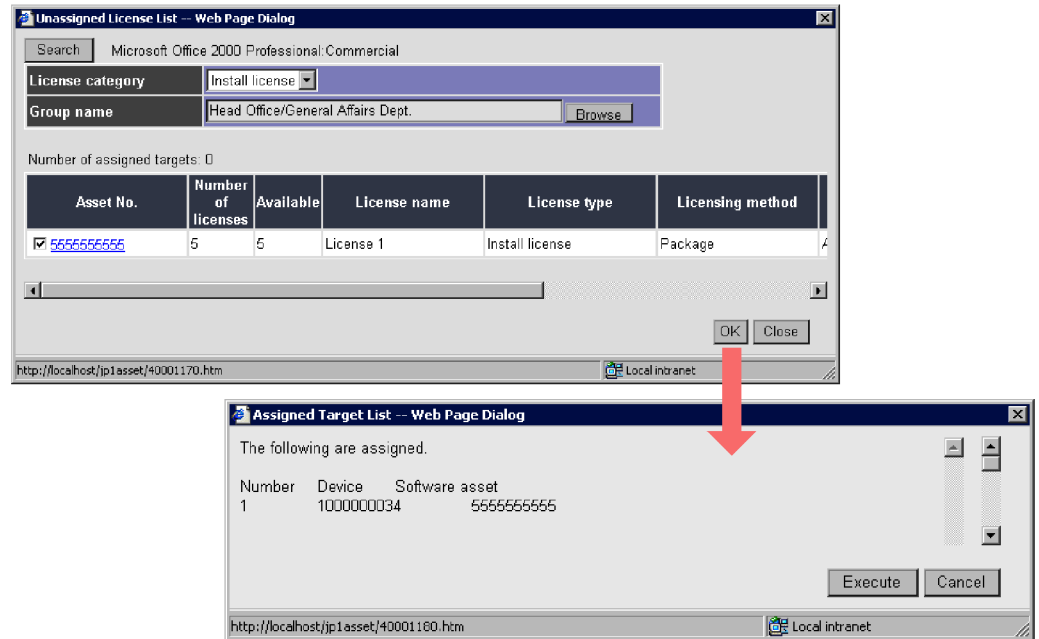 Unassigned License List -- Web Page Dialog
Search Microsoft Office 2000 Professional:Commercial
License category Install license
Group name Head Office/General Affairs Dept. Browse
Number of assigned targets: 0
Asset No. Number of licenses Available License name License type Licensing method
5555555555 5 5 License 1 Install license Package A
OK Close
http://localhost/jp1asset/40001170.htm Local intranet
Assigned Target List -- Web Page Dialog
The following are assigned.
Number Device Software asset
1 1000000034 5555555555
Execute Cancel
http://localhost/jp1asset/40001180.htm Local intranet